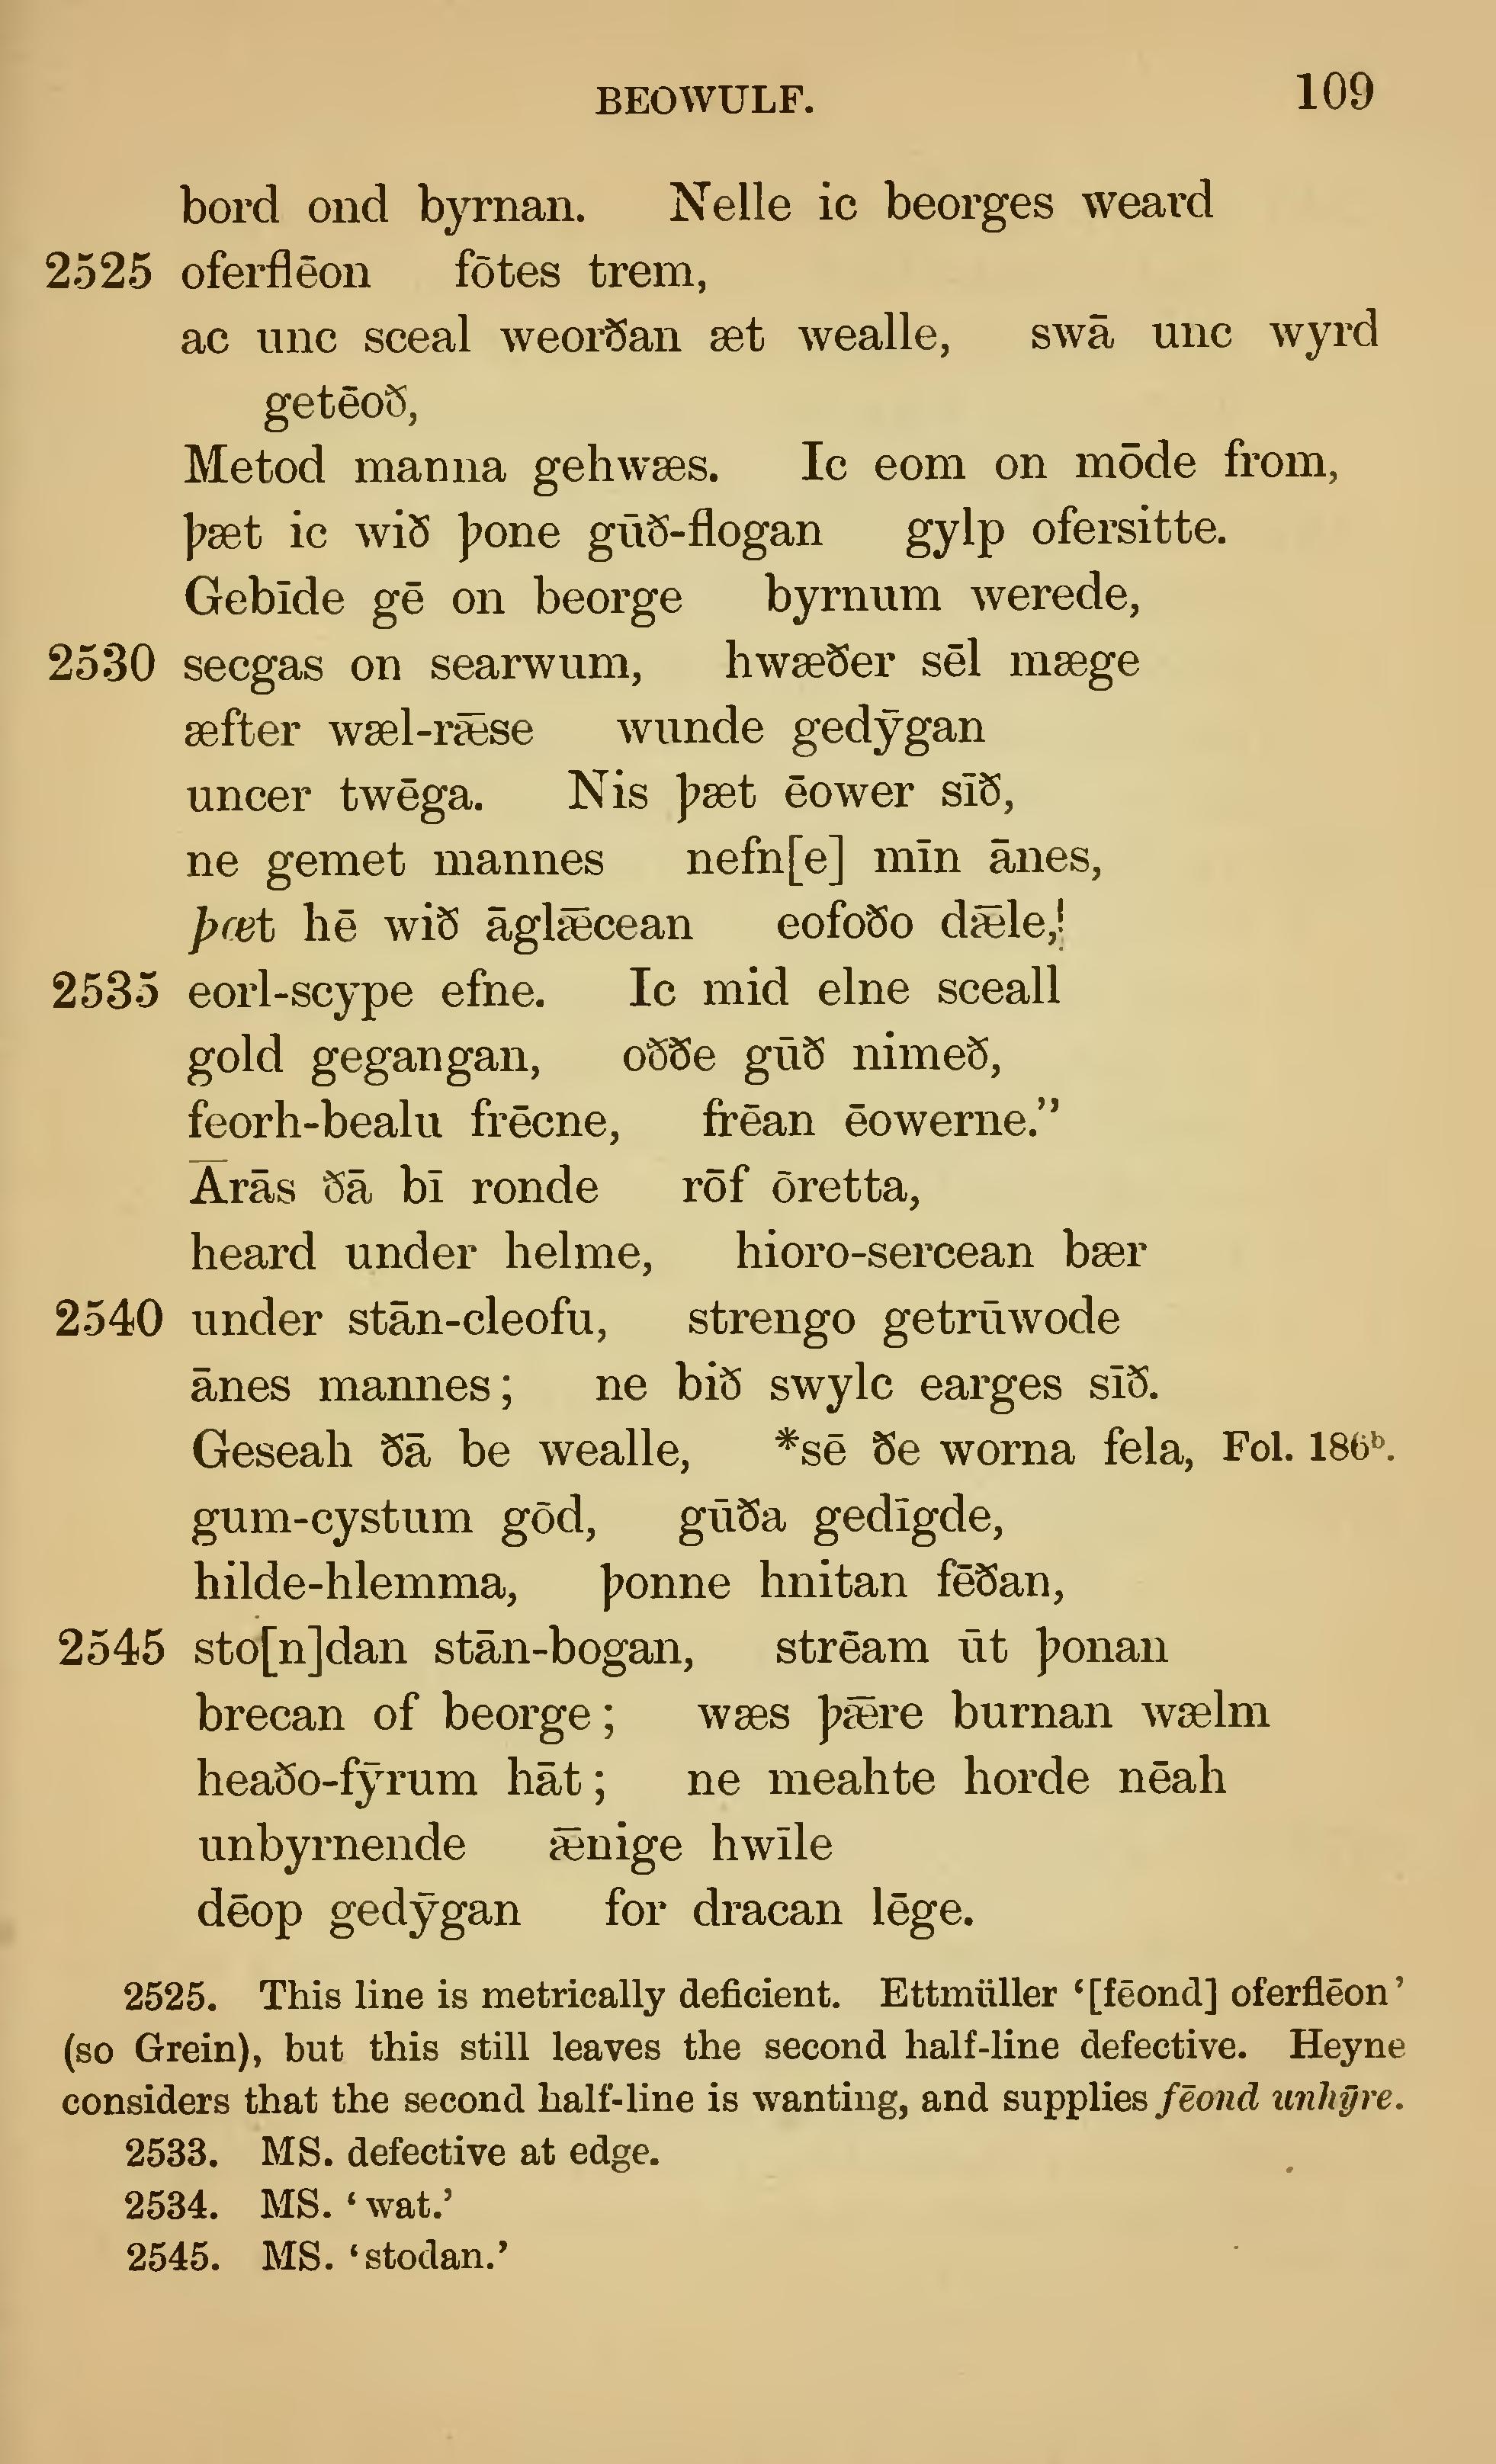 BEOWULF. 109
bord ond byrnan. Nelle ic beorges weard
2525 oferflēon fōtes trem,
ac unc sceal weorðan æt wealle, swā unc wyrd
getēoð,
Metod manna gehwæs. Ic eom on mōde from,
þæt ic wið þone gūð-flogan gylp ofersitte.
Gebīde gē on beorge byrnum werede,
2530 secgas on searwum, hwæðer sēl mæge
æfter wæl-rǣse wunde gedȳgan
uncer twēga. Nis þæt ēower sīð,
ne gemet mannes nefn[e] mīn ānes,
þæt hē wið āglǣcean eofoðo dǣle,
2535 eorl-scype efne. Ic mid elne sceall
gold gegangan, oððe gūð nimeð,
feorh-bealu frēcne, frēan ēowerne.”
Ārās ðā bī ronde rōf ōretta,
heard under helme, hioro-sercean bær
2540 under stān-cleofu, strengo getrūwode
ānes mannes; ne bið swylc earges sīð.
Geseah ðā be wealle, *sē ðe worna fela, Fol. 186ᵇ.
gum-cystum gōd, gūða gedīgde,
hilde-hlemma, þonne hnitan fēðan,
2545 sto[n]dan stān-bogan, strēam ūt þonan
brecan of beorge; wæs þǣre burnan wælm
heaðo-fȳrum hāt; ne meahte horde nēah
unbyrnende ǣnige hwīle
dēop gedȳgan for dracan lēge.
2525. This line is metrically deficient. Ettmüller ‘[fēond] oferflēon’
(so Grein), but this still leaves the second half-line defective. Heyne
considers that the second half-line is wanting, and supplies fēond unhȳre.
2533. MS. defective at edge.
2534. MS. ‘wat.’
2545. MS. ‘stodan.’